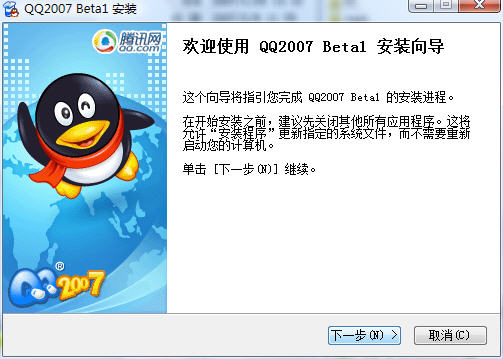 QQ2007 Beta1 安装
腾讯网
QQ.com
欢迎使用 QQ2007 Beta1 安装向导
这个向导将指引您完成 QQ2007 Beta1 的安装进程。
在开始安装之前，建议先关闭其他所有应用程序。这将
允许“安装程序”更新指定的系统文件，而不需要重新
启动您的计算机。
单击 [下一步(N)] 继续。
QQ®2007
下一步(N) >
取消(C)